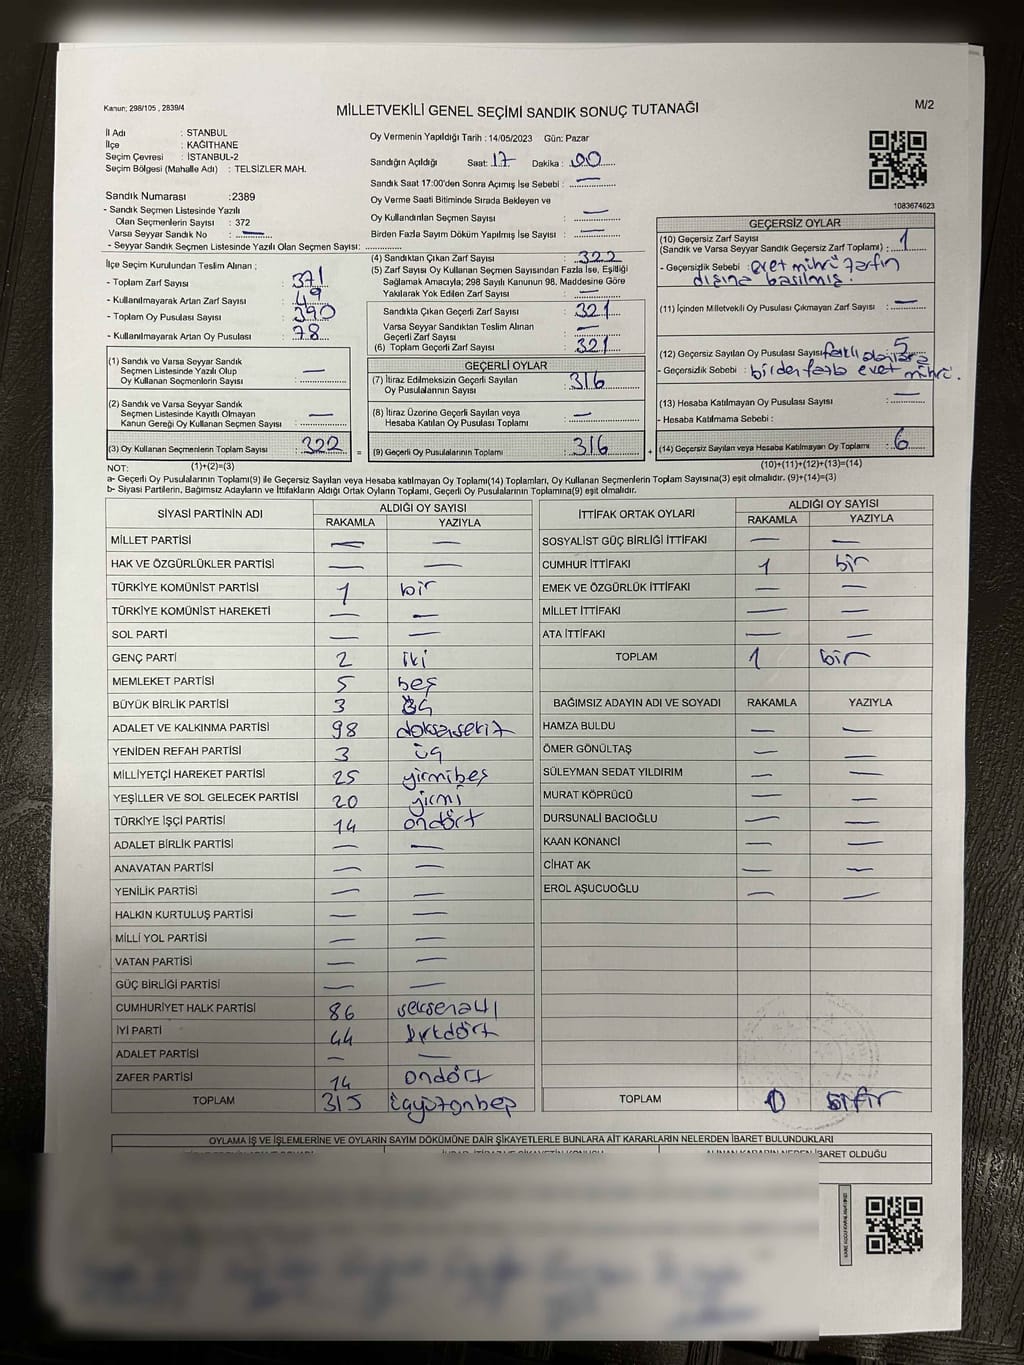 Kanun; 298/105 , 2839/4
MİLLETVEKİLİ GENEL SEÇİMİ SANDIK SONUÇ TUTANAĞI
M/2
İl Adı : STANBUL
İlçe : KAĞITHANE
Seçim Çevresi : İSTANBUL-2
Seçim Bölgesi (Mahalle Adı) : TELSİZLER MAH.
Sandık Numarası :2389
- Sandık Seçmen Listesinde Yazılı
Olan Seçmenlerin Sayısı : 372
Varsa Seyyar Sandık No : —
- Seyyar Sandık Seçmen Listesinde Yazılı Olan Seçmen Sayısı: ..............
Oy Vermenin Yapıldığı Tarih : 14/05/2023 Gün: Pazar
Sandığın Açıldığı Saat: 17 Dakika : 00
Sandık Saat 17:00'den Sonra Açımış İse Sebebi : —
Oy Verme Saati Bitiminde Sırada Bekleyen ve
Oy Kullandırılan Seçmen Sayısı : —
Birden Fazla Sayım Döküm Yapılmış İse Sayısı : —
1083674623
İlçe Seçim Kurulundan Teslim Alınan ;
- Toplam Zarf Sayısı : 371
- Kullanılmayarak Artan Zarf Sayısı : 49
- Toplam Oy Pusulası Sayısı : 390
- Kullanılmayarak Artan Oy Pusulası : 78
(4) Sandıktan Çıkan Zarf Sayısı : 322
(5) Zarf Sayısı Oy Kullanan Seçmen Sayısından Fazla İse, Eşitliği
Sağlamak Amacıyla; 298 Sayılı Kanunun 98. Maddesine Göre
Yakılarak Yok Edilen Zarf Sayısı : —
Sandıkta Çıkan Geçerli Zarf Sayısı : 321
Varsa Seyyar Sandıktan Teslim Alınan
Geçerli Zarf Sayısı : —
(6) Toplam Geçerli Zarf Sayısı : 321
GEÇERSİZ OYLAR
(10) Geçersiz Zarf Sayısı
(Sandık ve Varsa Seyyar Sandık Geçersiz Zarf Toplamı) : 1
- Geçersizlik Sebebi : evet mihrü zarfın
dışına basılmış.
(11) İçinden Milletvekili Oy Pusulası Çıkmayan Zarf Sayısı : —
(12) Geçersiz Sayılan Oy Pusulası Sayısı : 5
- Geçersizlik Sebebi : birden fazla evet mührü.
(13) Hesaba Katılmayan Oy Pusulası Sayısı : —
- Hesaba Katılmama Sebebi :
(1) Sandık ve Varsa Seyyar Sandık
Seçmen Listesinde Yazılı Olup
Oy Kullanan Seçmenlerin Sayısı : —
(2) Sandık ve Varsa Seyyar Sandık
Seçmen Listesinde Kayıtlı Olmayan
Kanun Gereği Oy Kullanan Seçmen Sayısı : —
(3) Oy Kullanan Seçmenlerin Toplam Sayısı : 322 =
GEÇERLİ OYLAR
(7) İtiraz Edilmeksizin Geçerli Sayılan
Oy Pusulalarının Sayısı : 316
(8) İtiraz Üzerine Geçerli Sayılan veya
Hesaba Katılan Oy Pusulası Toplamı : —
(9) Geçerli Oy Pusulalarının Toplamı : 316 +
(14) Geçersiz Sayılan veya Hesaba Katılmayan Oy Toplamı : 6
NOT: (1)+(2)=(3)
(10)+(11)+(12)+(13)=(14)
a- Geçerli Oy Pusulalarının Toplamı(9) ile Geçersiz Sayılan veya Hesaba katılmayan Oy Toplamı(14) Toplamları, Oy Kullanan Seçmenlerin Toplam Sayısına(3) eşit olmalıdır. (9)+(14)=(3)
b- Siyasi Partilerin, Bağımsız Adayların ve İttifakların Aldığı Ortak Oyların Toplamı, Geçerli Oy Pusulalarının Toplamına(9) eşit olmalıdır.
SİYASİ PARTİNİN ADI ALDIĞI OY SAYISI
RAKAMLA YAZIYLA
MİLLET PARTİSİ — —
HAK VE ÖZGÜRLÜKLER PARTİSİ — —
TÜRKİYE KOMÜNİST PARTİSİ 1 bir
TÜRKİYE KOMÜNİST HAREKETİ — —
SOL PARTİ — —
GENÇ PARTİ 2 iki
MEMLEKET PARTİSİ 5 beş
BÜYÜK BİRLİK PARTİSİ 3 üç
ADALET VE KALKINMA PARTİSİ 98 doksansekiz
YENİDEN REFAH PARTİSİ 3 üç
MİLLİYETÇİ HAREKET PARTİSİ 25 yirmibeş
YEŞİLLER VE SOL GELECEK PARTİSİ 20 yirmi
TÜRKİYE İŞÇİ PARTİSİ 14 ondört
ADALET BİRLİK PARTİSİ — —
ANAVATAN PARTİSİ — —
YENİLİK PARTİSİ — —
HALKIN KURTULUŞ PARTİSİ — —
MİLLİ YOL PARTİSİ — —
VATAN PARTİSİ — —
GÜÇ BİRLİĞİ PARTİSİ — —
CUMHURİYET HALK PARTİSİ 86 seksenaltı
İYİ PARTİ 44 kırkdört
ADALET PARTİSİ — —
ZAFER PARTİSİ 14 ondört
TOPLAM 315 üçyüzonbeş
İTTİFAK ORTAK OYLARI ALDIĞI OY SAYISI
RAKAMLA YAZIYLA
SOSYALİST GÜÇ BİRLİĞİ İTTİFAKI — —
CUMHUR İTTİFAKI 1 bir
EMEK VE ÖZGÜRLÜK İTTİFAKI — —
MİLLET İTTİFAKI — —
ATA İTTİFAKI — —
TOPLAM 1 bir
BAĞIMSIZ ADAYIN ADI VE SOYADI RAKAMLA YAZIYLA
HAMZA BULDU — —
ÖMER GÖNÜLTAŞ — —
SÜLEYMAN SEDAT YILDIRIM — —
MURAT KÖPRÜCÜ — —
DURSUNALİ BACIOĞLU — —
KAAN KONANCİ — —
CİHAT AK — —
EROL AŞUCUOĞLU — —
TOPLAM 0 sıfır
OYLAMA İŞ VE İŞLEMLERİNE VE OYLARIN SAYIM DÖKÜMÜNE DAİR ŞİKAYETLERLE BUNLARA AİT KARARLARIN NELERDEN İBARET BULUNDUKLARI
ALINAN KARARIN NEDEN İBARET OLDUĞU